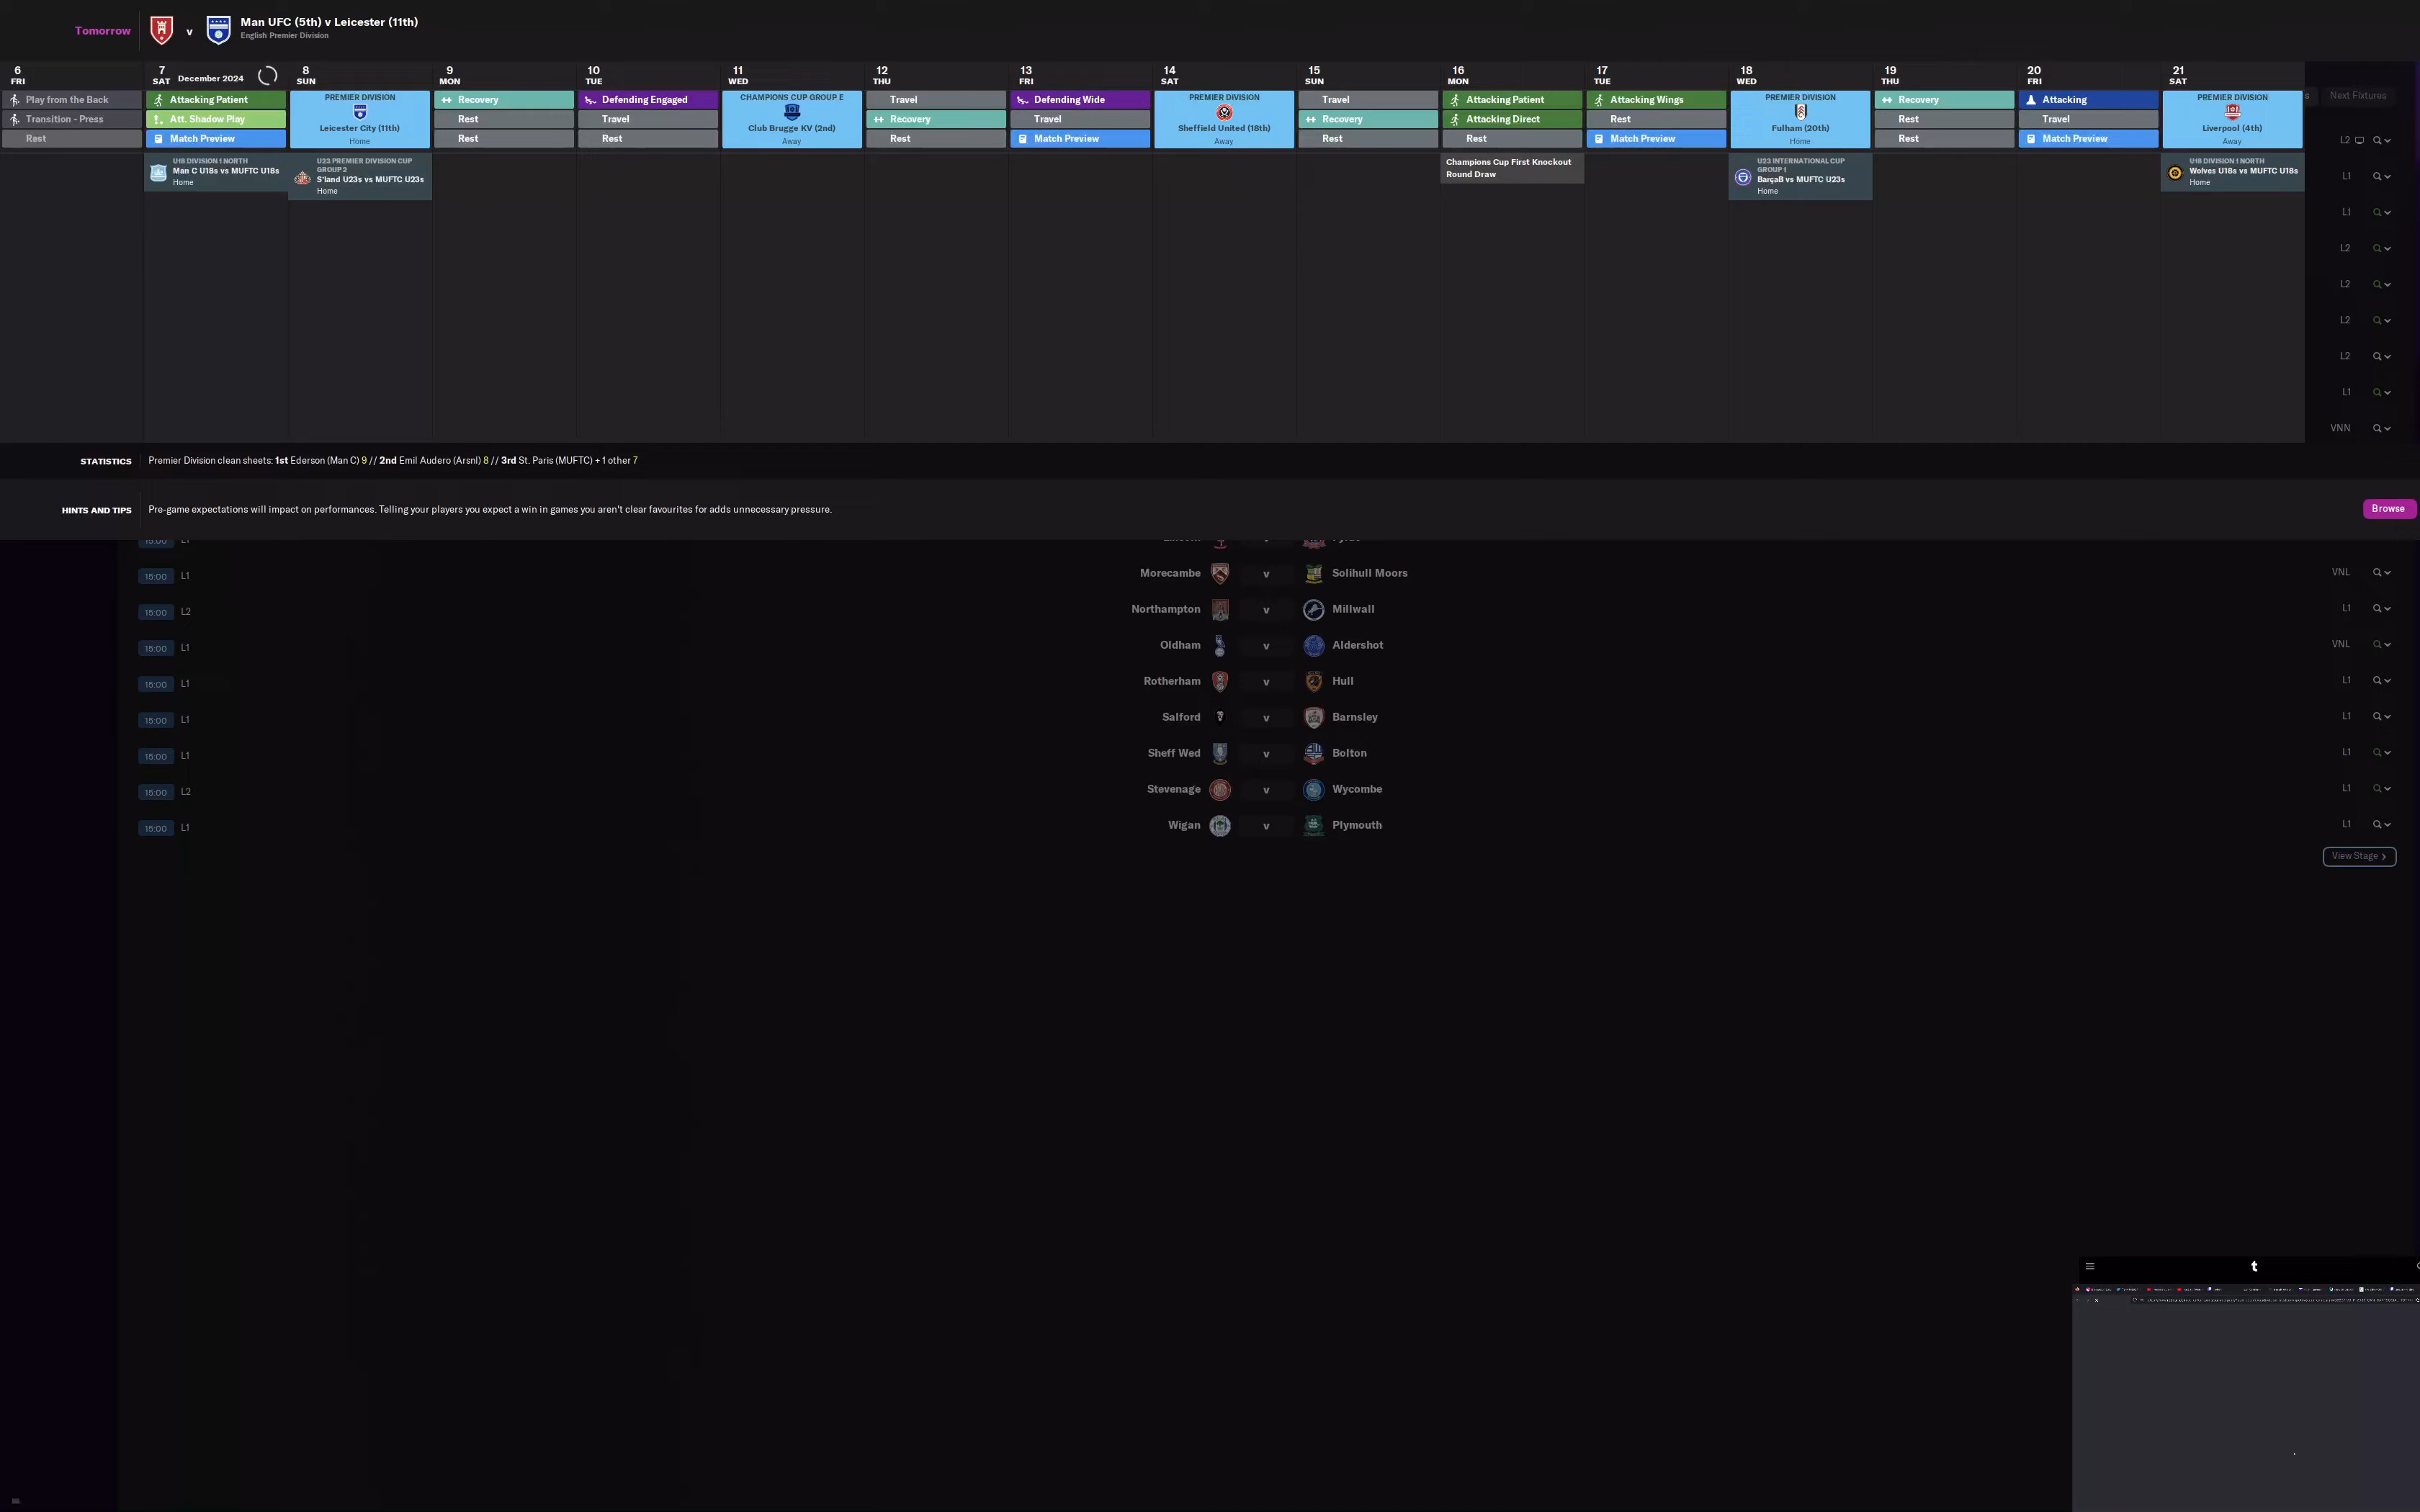 Tomorrow
v
Man UFC (5th) v Leicester (11th)
English Premier Division
6
FRI
7
SAT December 2024
8
SUN
9
MON
10
TUE
11
WED
12
THU
13
FRI
14
SAT
15
SUN
16
MON
17
TUE
18
WED
19
THU
20
FRI
21
SAT
Next Fixtures
Play from the Back
Transition - Press
Rest
Attacking Patient
Att. Shadow Play
Match Preview
PREMIER DIVISION
Leicester City (11th)
Home
Recovery
Rest
Rest
Defending Engaged
Travel
Rest
CHAMPIONS CUP GROUP E
Club Brugge KV (2nd)
Away
Travel
Recovery
Rest
Defending Wide
Travel
Match Preview
PREMIER DIVISION
Sheffield United (18th)
Away
Travel
Recovery
Rest
Attacking Patient
Attacking Direct
Rest
Attacking Wings
Rest
Match Preview
PREMIER DIVISION
Fulham (20th)
Home
Recovery
Rest
Rest
Attacking
Travel
Match Preview
PREMIER DIVISION
Liverpool (4th)
Away
U18 DIVISION 1 NORTH
Man C U18s vs MUFTC U18s
Home
U23 PREMIER DIVISION CUP
GROUP 2
S'land U23s vs MUFTC U23s
Home
Champions Cup First Knockout
Round Draw
U23 INTERNATIONAL CUP
GROUP 1
BarçaB vs MUFTC U23s
Home
U18 DIVISION 1 NORTH
Wolves U18s vs MUFTC U18s
Home
L2
L1
L1
L2
L2
L2
L2
L1
VNN
STATISTICS Premier Division clean sheets: 1st Ederson (Man C) 9 // 2nd Emil Audero (Arsnl) 8 // 3rd St. Paris (MUFTC) + 1 other 7
HINTS AND TIPS Pre-game expectations will impact on performances. Telling your players you expect a win in games you aren't clear favourites for adds unnecessary pressure.
Browse
15:00 L1
15:00 L1 Morecambe v Solihull Moors VNL
15:00 L2 Northampton v Millwall L1
15:00 L1 Oldham v Aldershot VNL
15:00 L1 Rotherham v Hull L1
15:00 L1 Salford v Barnsley L1
15:00 L1 Sheff Wed v Bolton L1
15:00 L2 Stevenage v Wycombe L1
15:00 L1 Wigan v Plymouth L1
View Stage
t